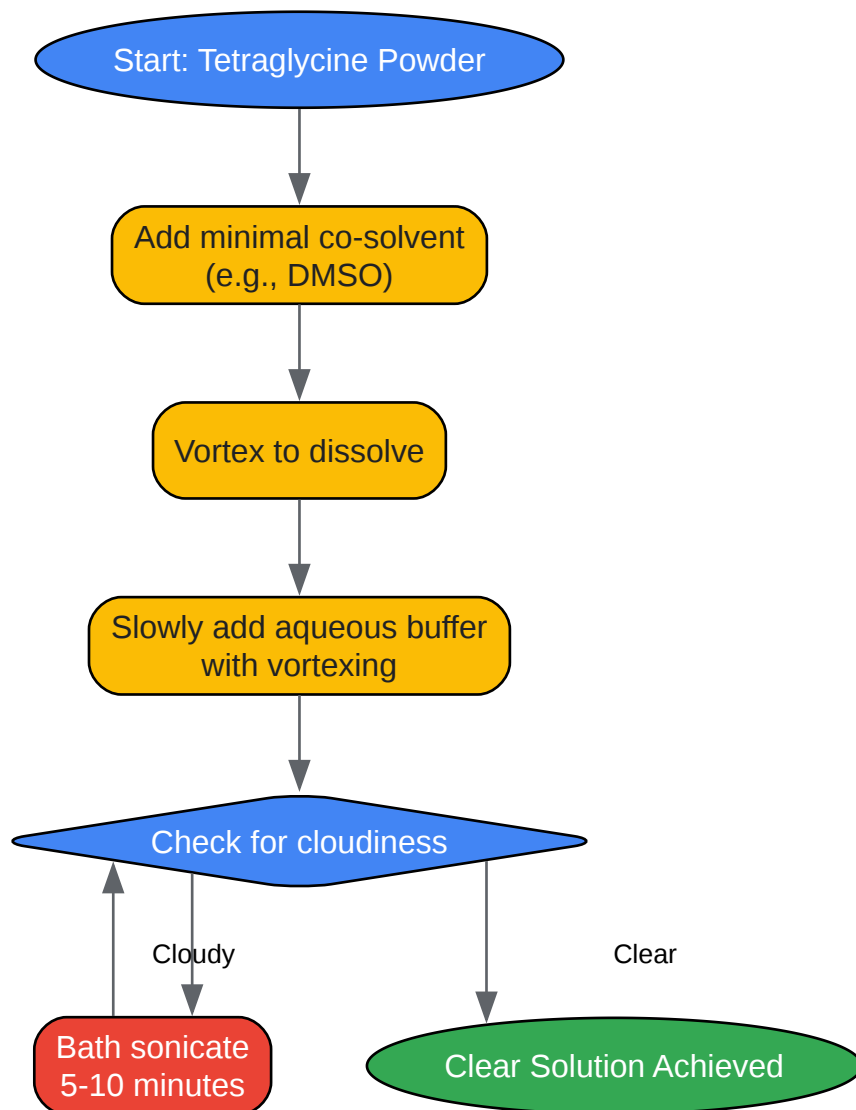 Start: Tetraglycine Powder
Add minimal co-solvent
(e.g., DMSO)
Vortex to dissolve
Slowly add aqueous buffer
with vortexing
Check for cloudiness
Cloudy
Clear
Bath sonicate
5-10 minutes
Clear Solution Achieved